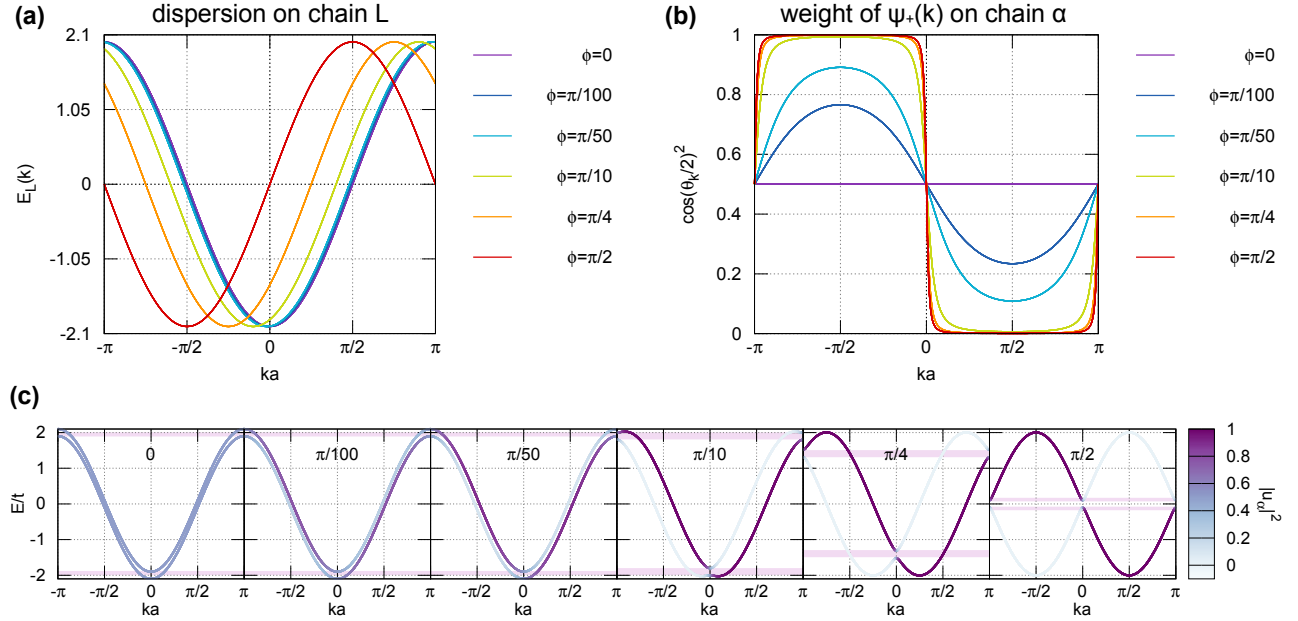 (a) dispersion on chain L
2.1
1.05
0
-1.05
-2.1
E_L(k)
-π -π/2 0 π/2 π
ka
ϕ=0
ϕ=π/100
ϕ=π/50
ϕ=π/10
ϕ=π/4
ϕ=π/2
(b) weight of ψ₊(k) on chain α
1
0.8
0.6
0.4
0.2
0
cos(θ_k/2)²
-π -π/2 0 π/2 π
ka
ϕ=0
ϕ=π/100
ϕ=π/50
ϕ=π/10
ϕ=π/4
ϕ=π/2
(c)
2
1
0
-1
-2
E/t
0 π/100 π/50 π/10 π/4 π/2
-π -π/2 0 π/2 π -π/2 0 π/2 π -π/2 0 π/2 π -π/2 0 π/2 π -π/2 0 π/2 π -π/2 0 π/2 π
ka ka ka ka ka ka
1
0.8
0.6
0.4
0.2
0
|u_α|²